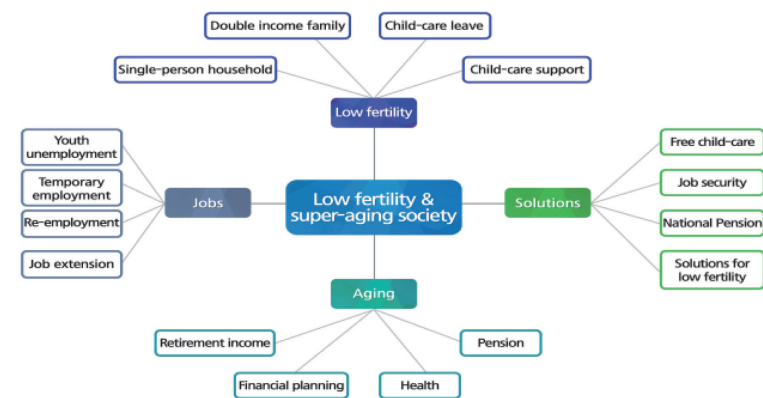 Double income family
Child-care leave
Single-person household
Child-care support
Low fertility
Youth
unemployment
Temporary
employment
Re-employment
Job extension
Jobs
Low fertility &
super-aging society
Solutions
Free child-care
Job security
National Pension
Solutions for
low fertility
Aging
Retirement income
Pension
Financial planning
Health